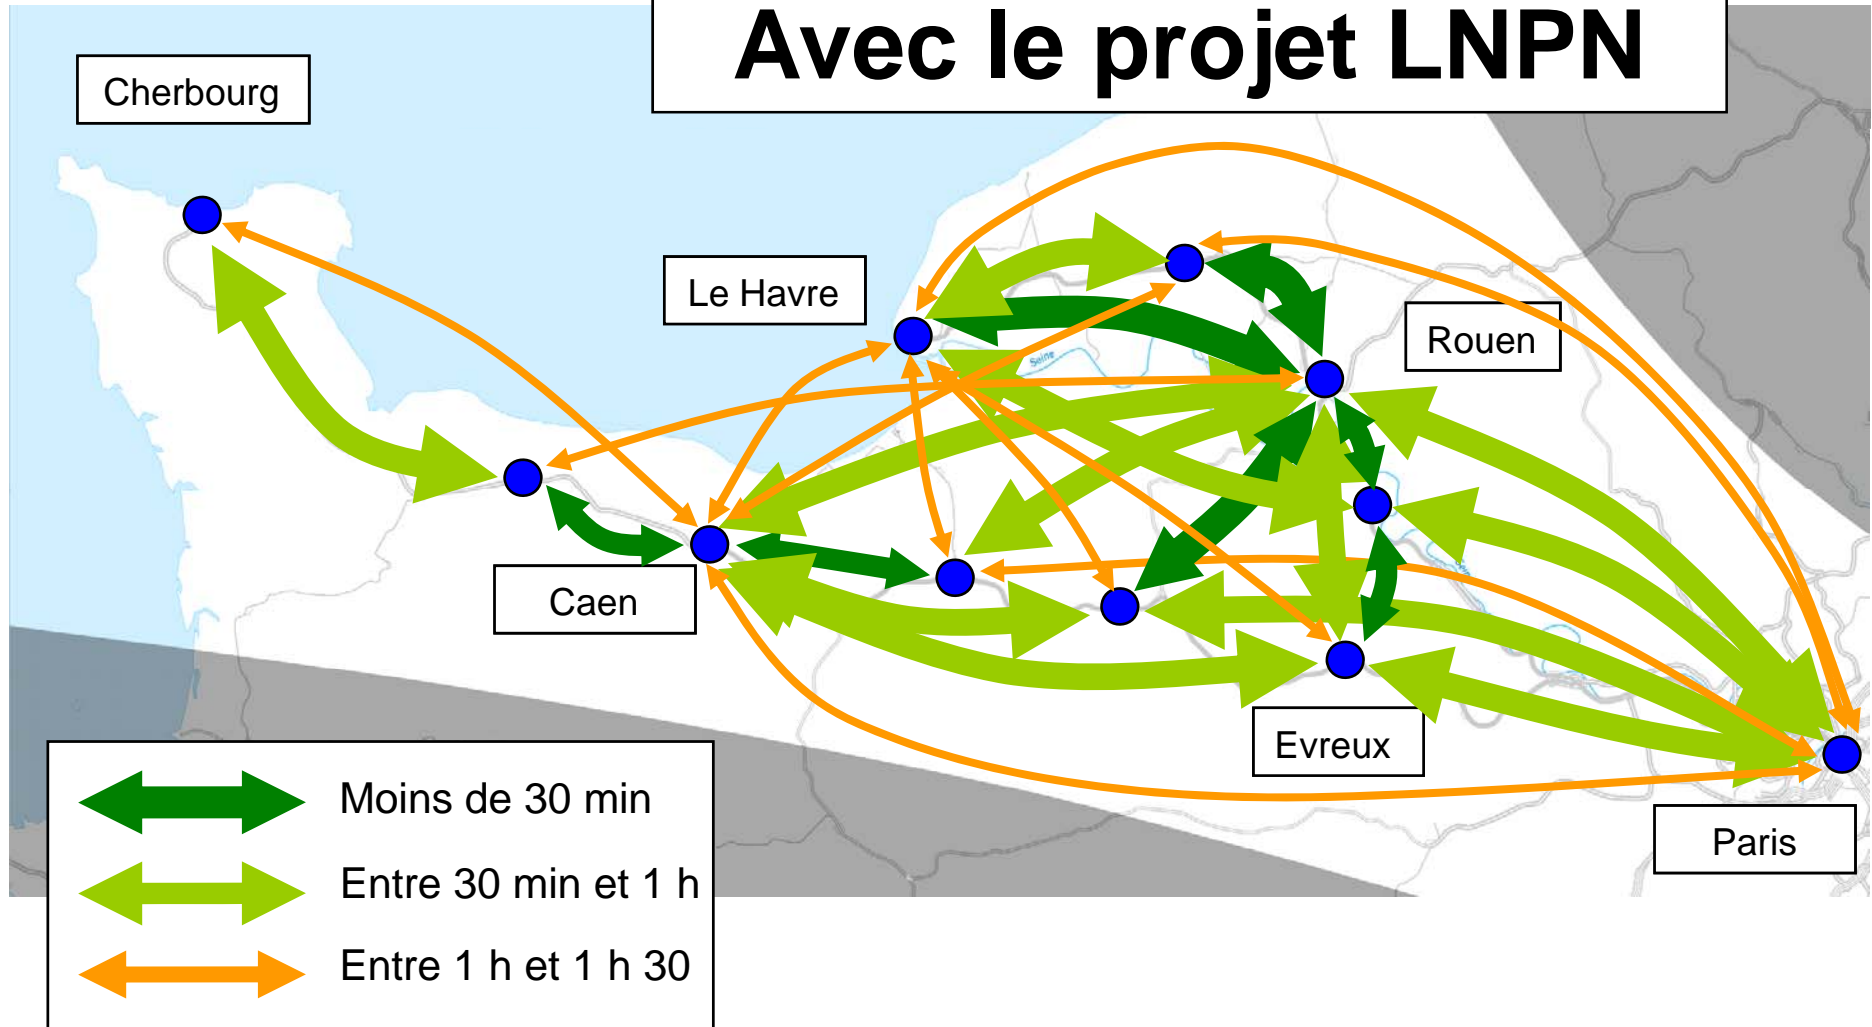 Avec le projet LNPN
Cherbourg
Le Havre
Rouen
Seine
Caen
Evreux
Paris
Moins de 30 min
Entre 30 min et 1 h
Entre 1 h et 1 h 30